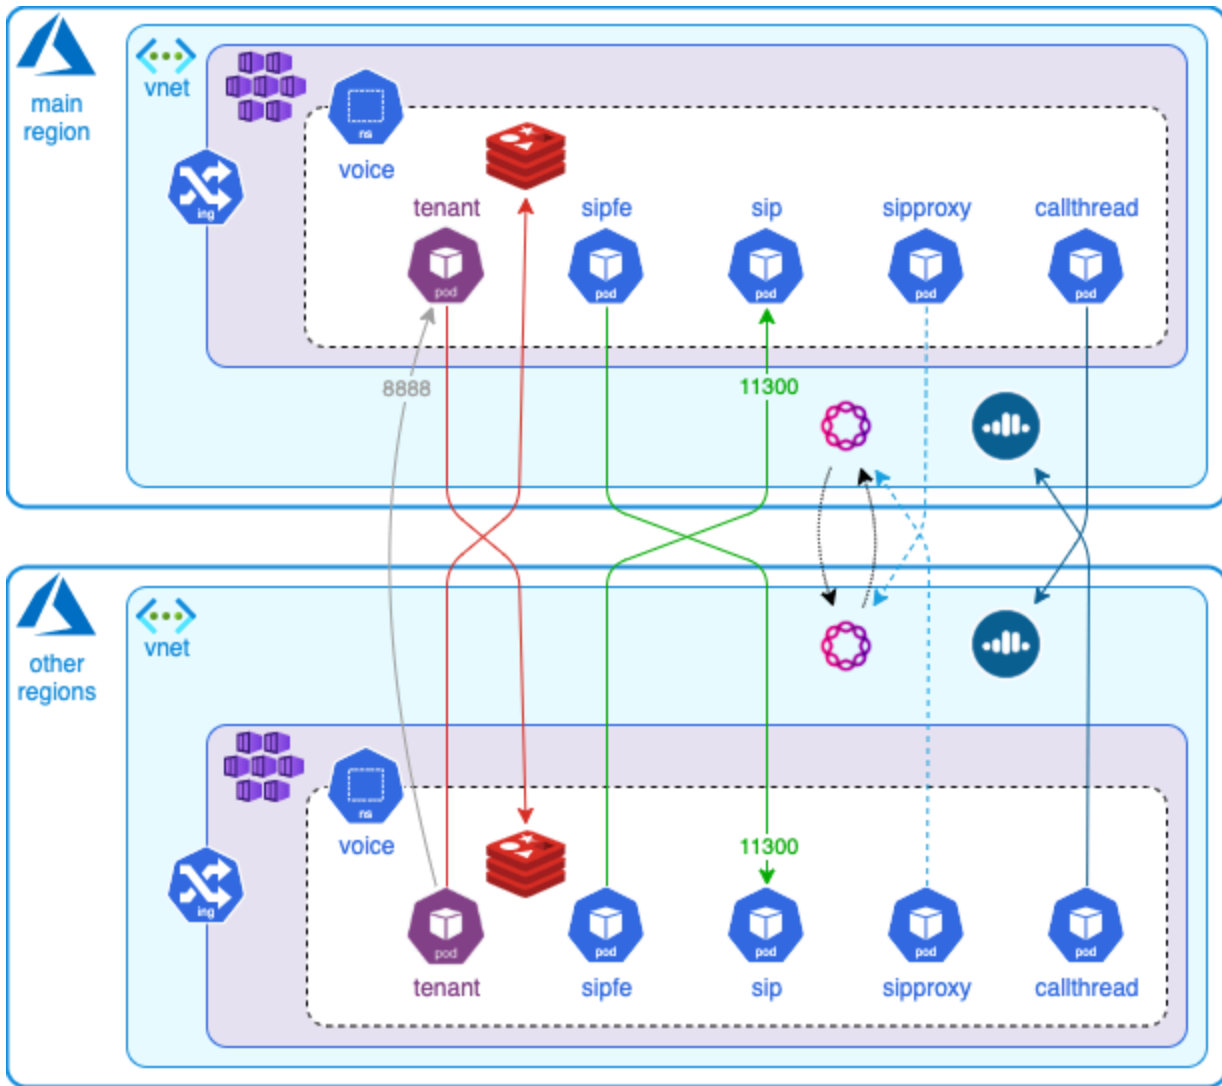 main
region
vnet
ns
voice
ing
tenant
sipfe
sip
sipproxy
callthread
pod
pod
pod
pod
pod
8888
11300
other
regions
vnet
ns
voice
11300
ing
pod
pod
pod
pod
pod
tenant
sipfe
sip
sipproxy
callthread